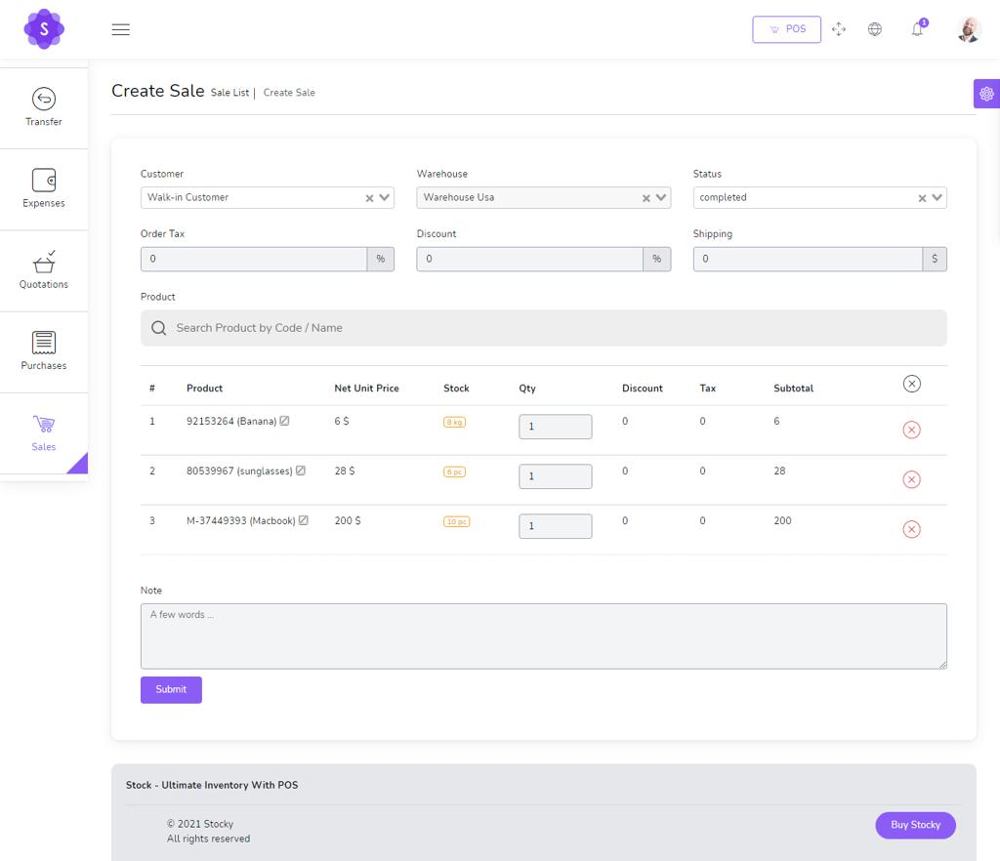 S
POS
1
Create Sale Sale List | Create Sale
Transfer
Expenses
Quotations
Purchases
Sales
Customer Warehouse Status
Walk-in Customer Warehouse Usa completed
Order Tax Discount Shipping
0 % 0 % 0 $
Product
Search Product by Code / Name
# Product Net Unit Price Stock Qty Discount Tax Subtotal
1 92153264 (Banana) 6 $ 8 kg 1 0 0 6
2 80539967 (sunglasses) 28 $ 6 pc 1 0 0 28
3 M-37449393 (Macbook) 200 $ 10 pc 1 0 0 200
Note
A few words ...
Submit
Stock - Ultimate Inventory With POS
© 2021 Stocky
All rights reserved
Buy Stocky